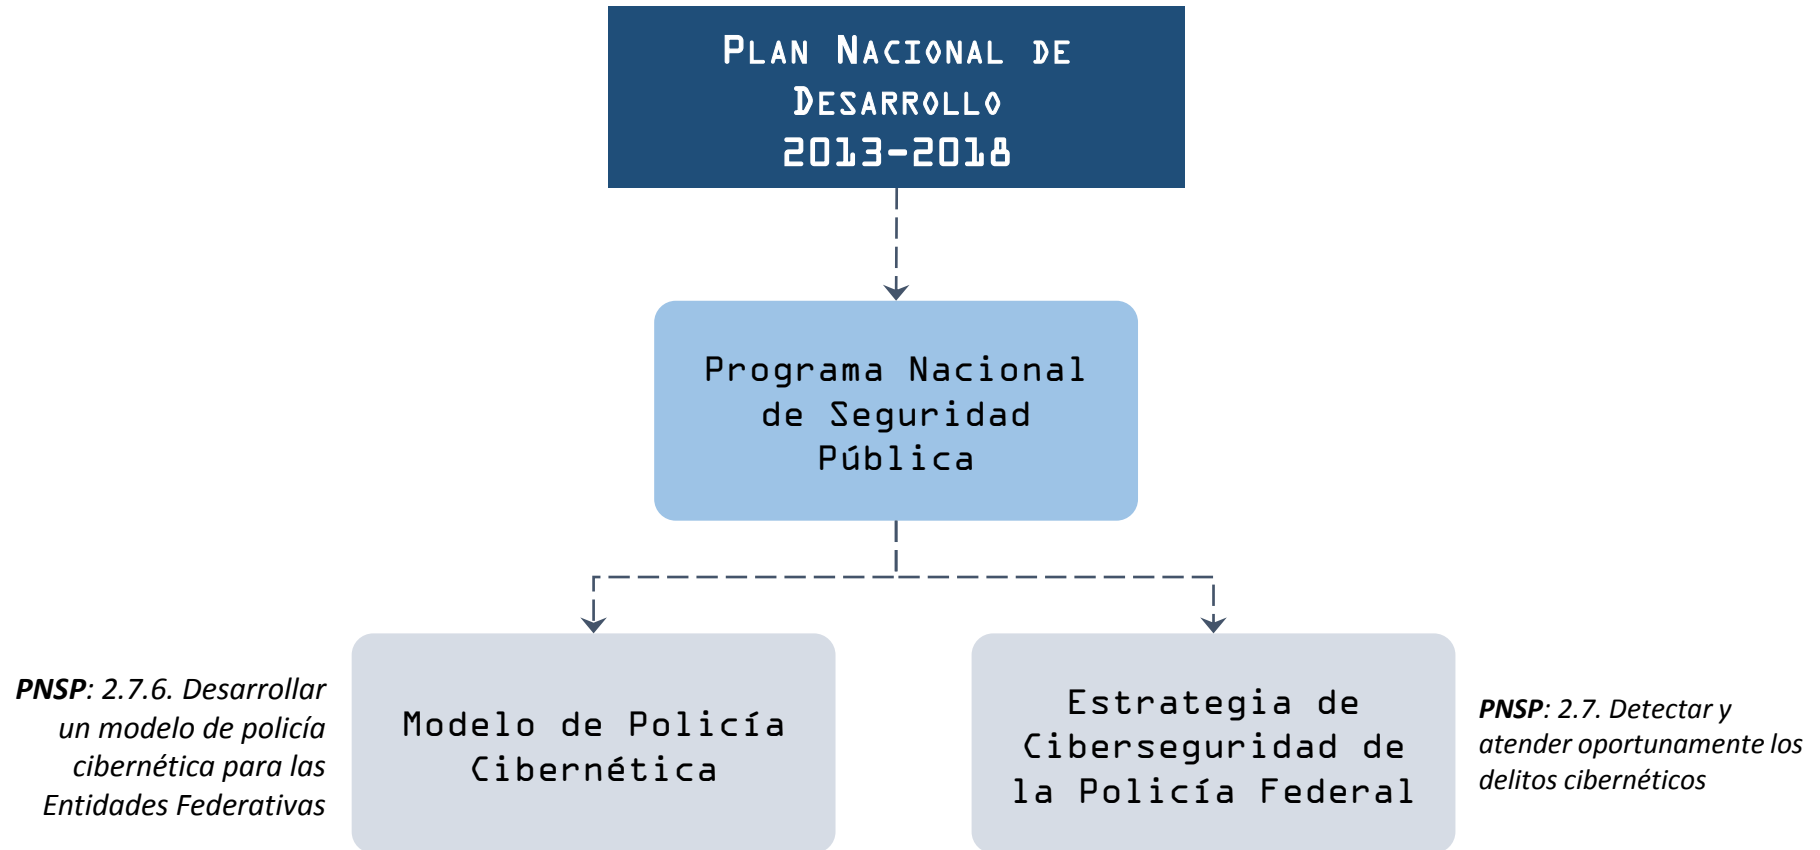 PLAN NACIONAL DE
DESARROLLO
2013-2018
Programa Nacional
de Seguridad
Pública
PNSP: 2.7.6. Desarrollar
un modelo de policía
cibernética para las
Entidades Federativas
Modelo de Policía
Cibernética
Estrategia de
Ciberseguridad de
la Policía Federal
PNSP: 2.7. Detectar y
atender oportunamente los
delitos cibernéticos